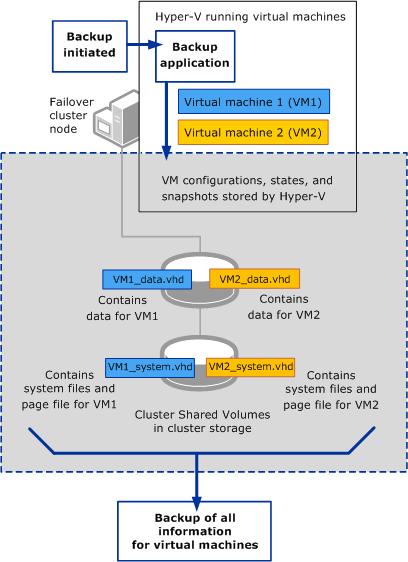 Hyper-V running virtual machines
Backup
initiated
Backup
application
Failover
cluster
node
Virtual machine 1 (VM1)
Virtual machine 2 (VM2)
VM configurations, states, and
snapshots stored by Hyper-V
VM1_data.vhd
VM2_data.vhd
Contains
data for VM1
Contains
data for VM2
VM1_system.vhd
VM2_system.vhd
Contains
system files and
page file for VM1
Contains
system files and
page file for VM2
Cluster Shared Volumes
in cluster storage
Backup of all
information
for virtual machines